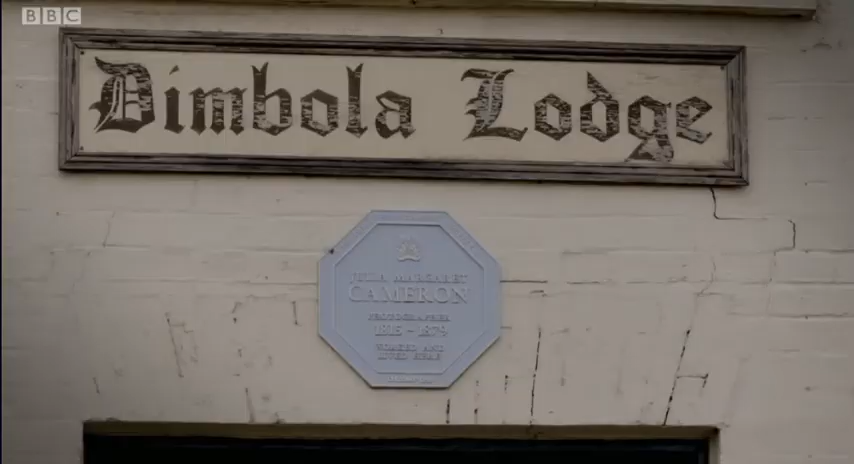 BBC
Dimbola Lodge
JULIA MARGARET
CAMERON
PHOTOGRAPHER
1815 ~ 1879
WORKED AND
LIVED HERE